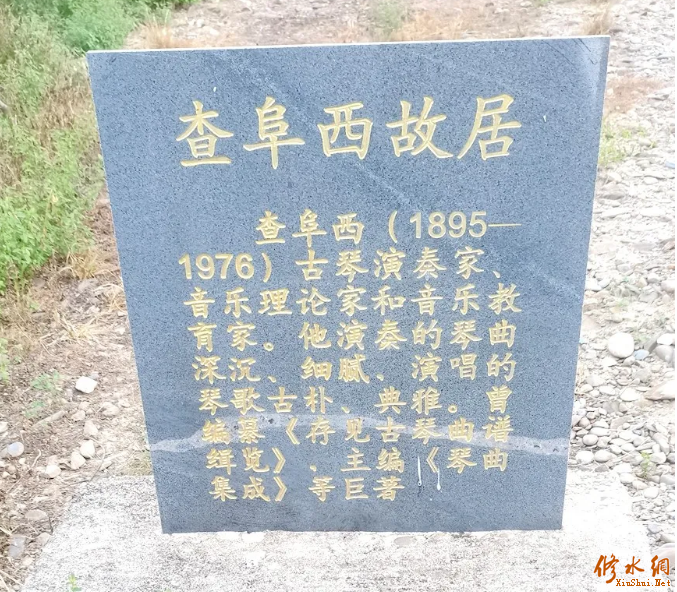 查阜西故居
查阜西（1895—
1976）古琴演奏家、
音乐理论家和音乐教
育家。他演奏的琴曲
深沉、细腻、演唱的
琴歌古朴、典雅。曾
编纂《存见古琴曲谱
缉览》、主编《琴曲
集成》等巨著
修水網
XiuShui.Net